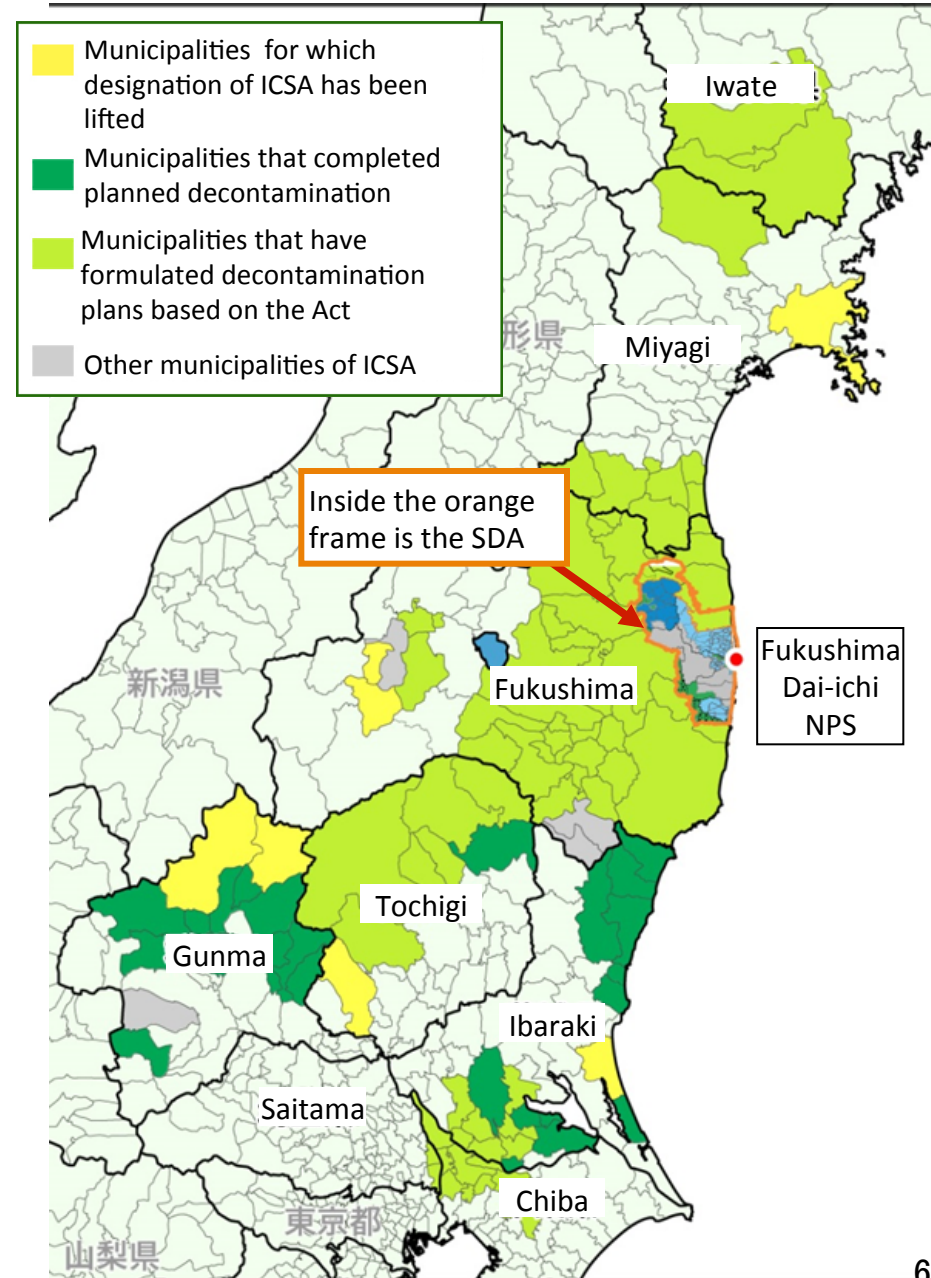 Municipalities for which
designation of ICSA has been
lifted
Municipalities that completed
planned decontamination
Municipalities that have
formulated decontamination
plans based on the Act
Other municipalities of ICSA
Iwate
形県
Miyagi
Inside the orange
frame is the SDA
新潟県
Fukushima
Fukushima
Dai-ichi
NPS
Tochigi
Gunma
Ibaraki
Saitama
Chiba
東京都
山梨県
6